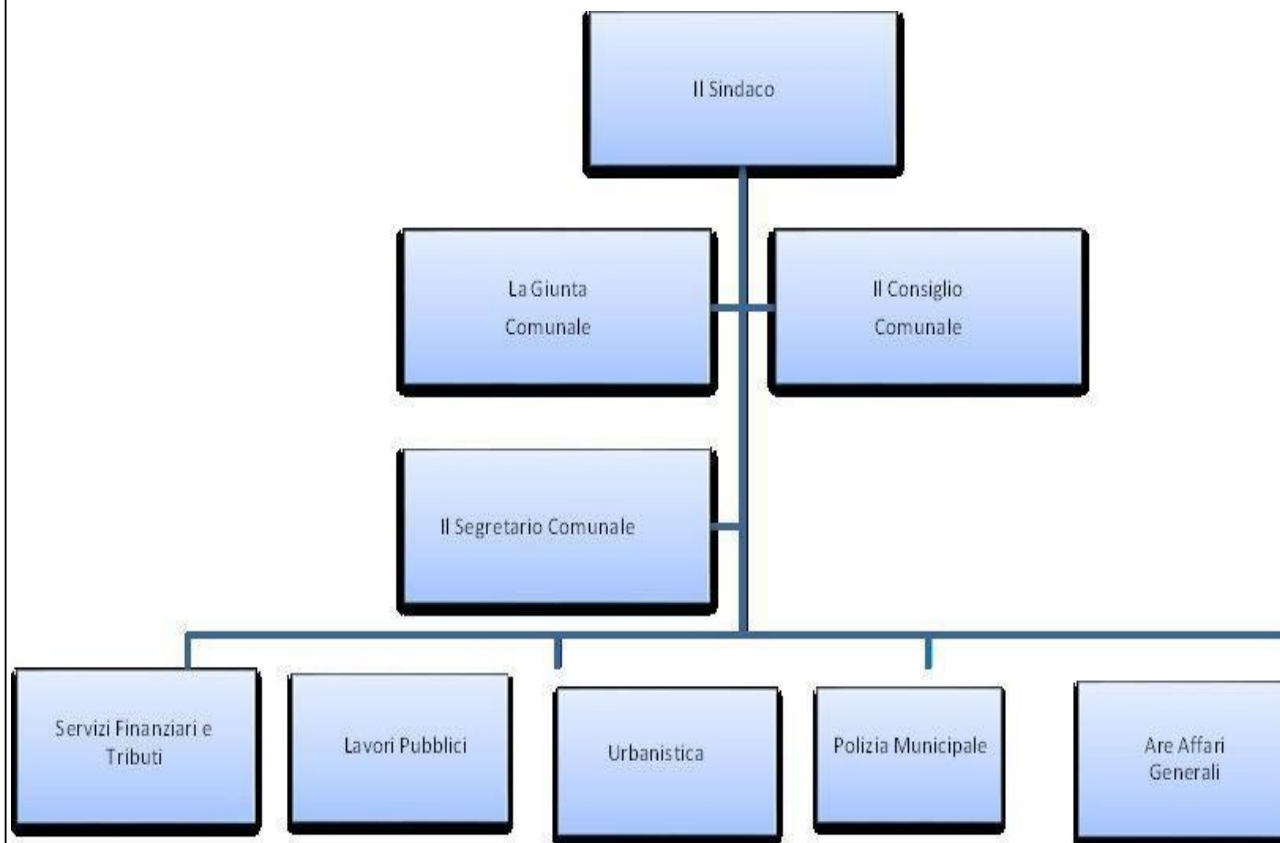 Il Sindaco
La Giunta
Comunale
Il Consiglio
Comunale
Il Segretario Comunale
Servizi Finanziari e
Tributi
Lavori Pubblici
Urbanistica
Polizia Municipale
Are Affari
Generali